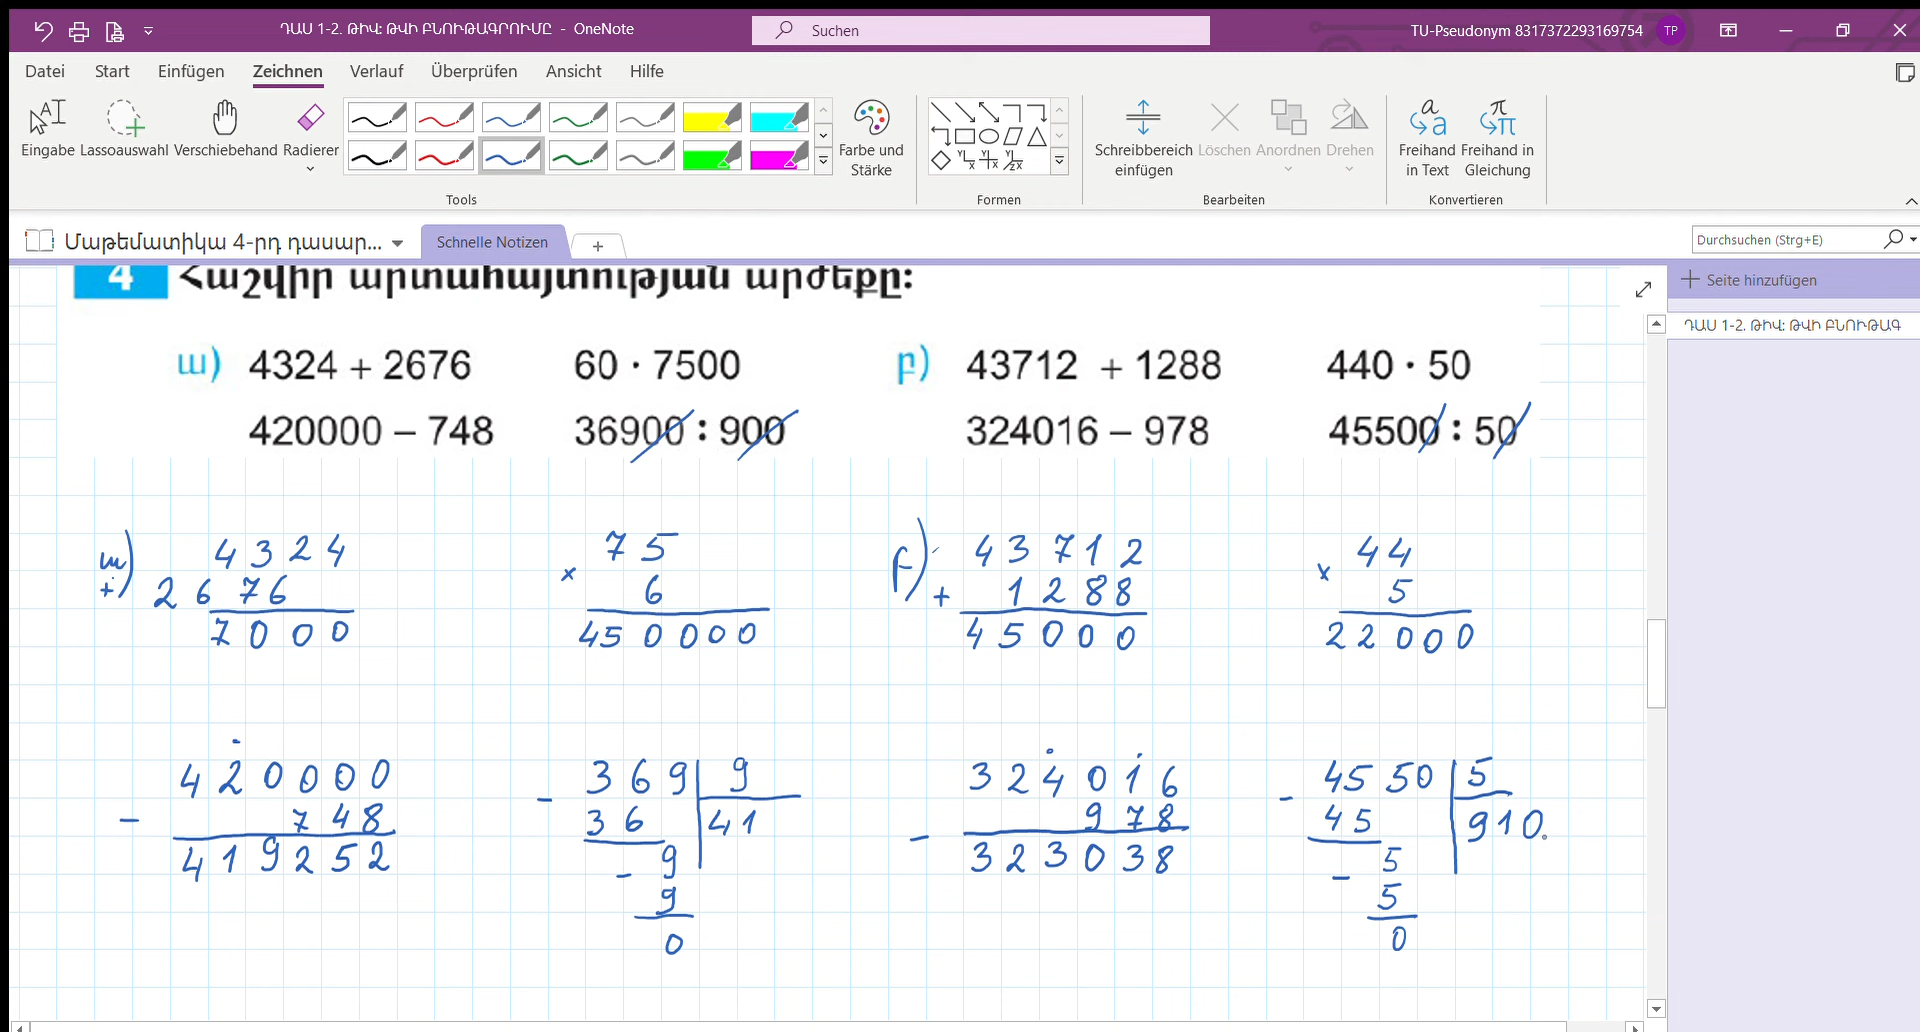 ԴԱՍ 1-2. ԹԻՎ: ԹՎԻ ԲՆՈՒԹԱԳՐՈՒՄԸ - OneNote
Suchen
TU-Pseudonym 8317372293169754
TP
Datei Start Einfügen Zeichnen Verlauf Überprüfen Ansicht Hilfe
Eingabe Lassoauswahl Verschiebehand Radierer
Farbe und Stärke
Schreibbereich einfügen
Löschen Anordnen Drehen
Freihand in Text
Freihand in Gleichung
Tools Formen Bearbeiten Konvertieren
Մաթեմատիկա 4-րդ դասար...
Schnelle Notizen
Durchsuchen (Strg+E)
Seite hinzufügen
ԴԱՍ 1-2. ԹԻՎ: ԹՎԻ ԲՆՈՒԹԱԳ
4 Հաշվիր արտահայտության արժեքը:
ա) 4324 + 2676 60 · 7500 բ) 43712 + 1288 440 · 50
420000 – 748 36900 : 900 324016 – 978 45500 : 50
ա) 4324 75 բ) 43712 44
+ 2676 × 6 + 1288 × 5
7000 450000 45000 22000
420000 - 369 9 324016 - 4550 5
- 748 36 41 - 978 45 910
419252 - 9 323038 - 5
9 5
0 0